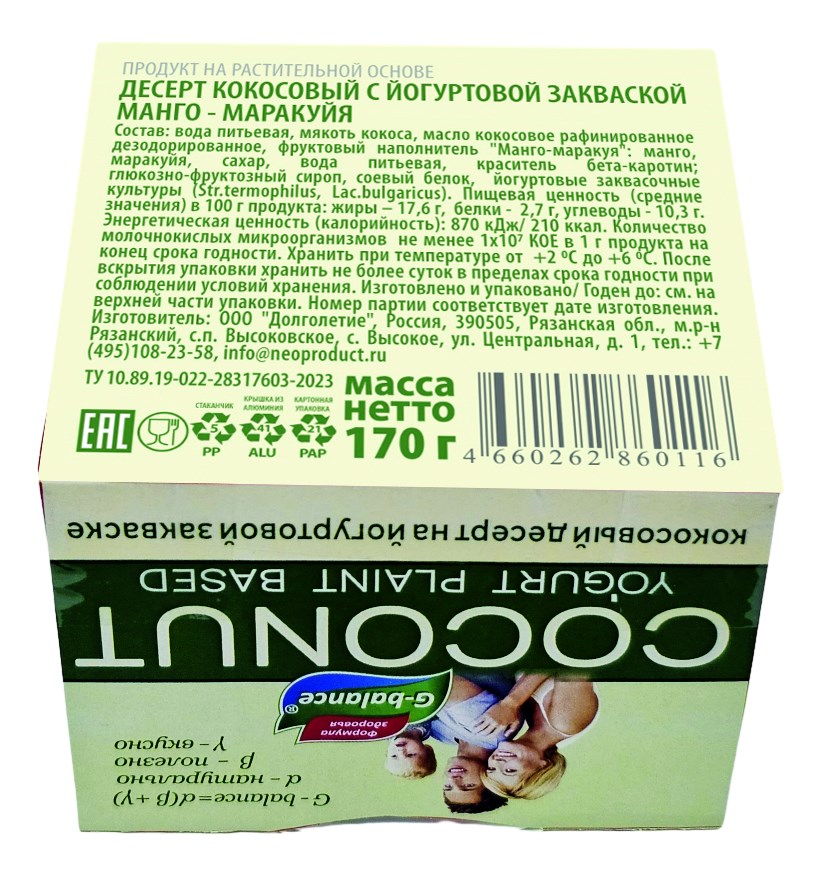 ПРОДУКТ НА РАСТИТЕЛЬНОЙ ОСНОВЕ
ДЕСЕРТ КОКОСОВЫЙ С ЙОГУРТОВОЙ ЗАКВАСКОЙ
МАНГО - МАРАКУЙЯ
Состав: вода питьевая, мякоть кокоса, масло кокосовое рафинированное
дезодорированное, фруктовый наполнитель "Манго-маракуя": манго,
маракуйя, сахар, вода питьевая, краситель бета-каротин;
глюкозно-фруктозный сироп, соевый белок, йогуртовые заквасочные
культуры (Str.termophilus, Lac.bulgaricus). Пищевая ценность (средние
значения) в 100 г продукта: жиры – 17,6 г, белки - 2,7 г, углеводы - 10,3 г.
Энергетическая ценность (калорийность): 870 кДж/ 210 ккал. Количество
молочнокислых микроорганизмов не менее 1х10⁷ КОЕ в 1 г продукта на
конец срока годности. Хранить при температуре от +2 ⁰С до +6 ⁰С. После
вскрытия упаковки хранить не более суток в пределах срока годности при
соблюдении условий хранения. Изготовлено и упаковано/ Годен до: см. на
верхней части упаковки. Номер партии соответствует дате изготовления.
Изготовитель: ООО "Долголетие", Россия, 390505, Рязанская обл., м.р-н
Рязанский, с.п. Высоковское, с. Высокое, ул. Центральная, д. 1, тел.: +7
(495)108-23-58, info@neoproduct.ru
ТУ 10.89.19-022-28317603-2023
масса
нетто
170 г
EAC
СТАКАНЧИК
5
PP
КРЫШКА ИЗ
АЛЮМИНИЯ
41
ALU
КАРТОННАЯ
УПАКОВКА
21
PAP
4 660262 860116
кокосовый десерт на йогуртовой закваске
YOGURT PLAINT BASED
COCONUT
G-balance®
Формула
здоровья
G - balance=α(β+γ)
α - натурально
β - полезно
γ - вкусно